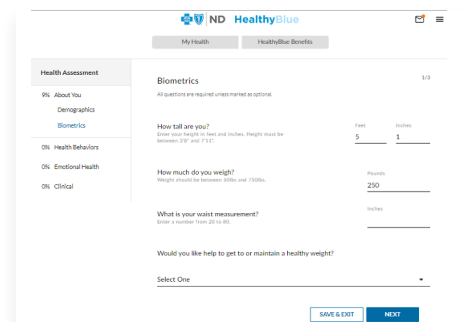 ND HealthyBlue
My Health
HealthyBlue Benefits
Health Assessment
9% About You
Demographics
Biometrics
0% Health Behaviors
0% Emotional Health
0% Clinical
Biometrics
1/3
All questions are required unless marked as optional.
How tall are you?
Enter your height in feet and inches. Height must be
between 3'0" and 7'11".
Feet
Inches
5
1
How much do you weigh?
Weight should be between 50lbs and 750lbs.
Pounds
250
What is your waist measurement?
Enter a number from 20 to 80.
Inches
Would you like help to get to or maintain a healthy weight?
Select One
SAVE & EXIT
NEXT